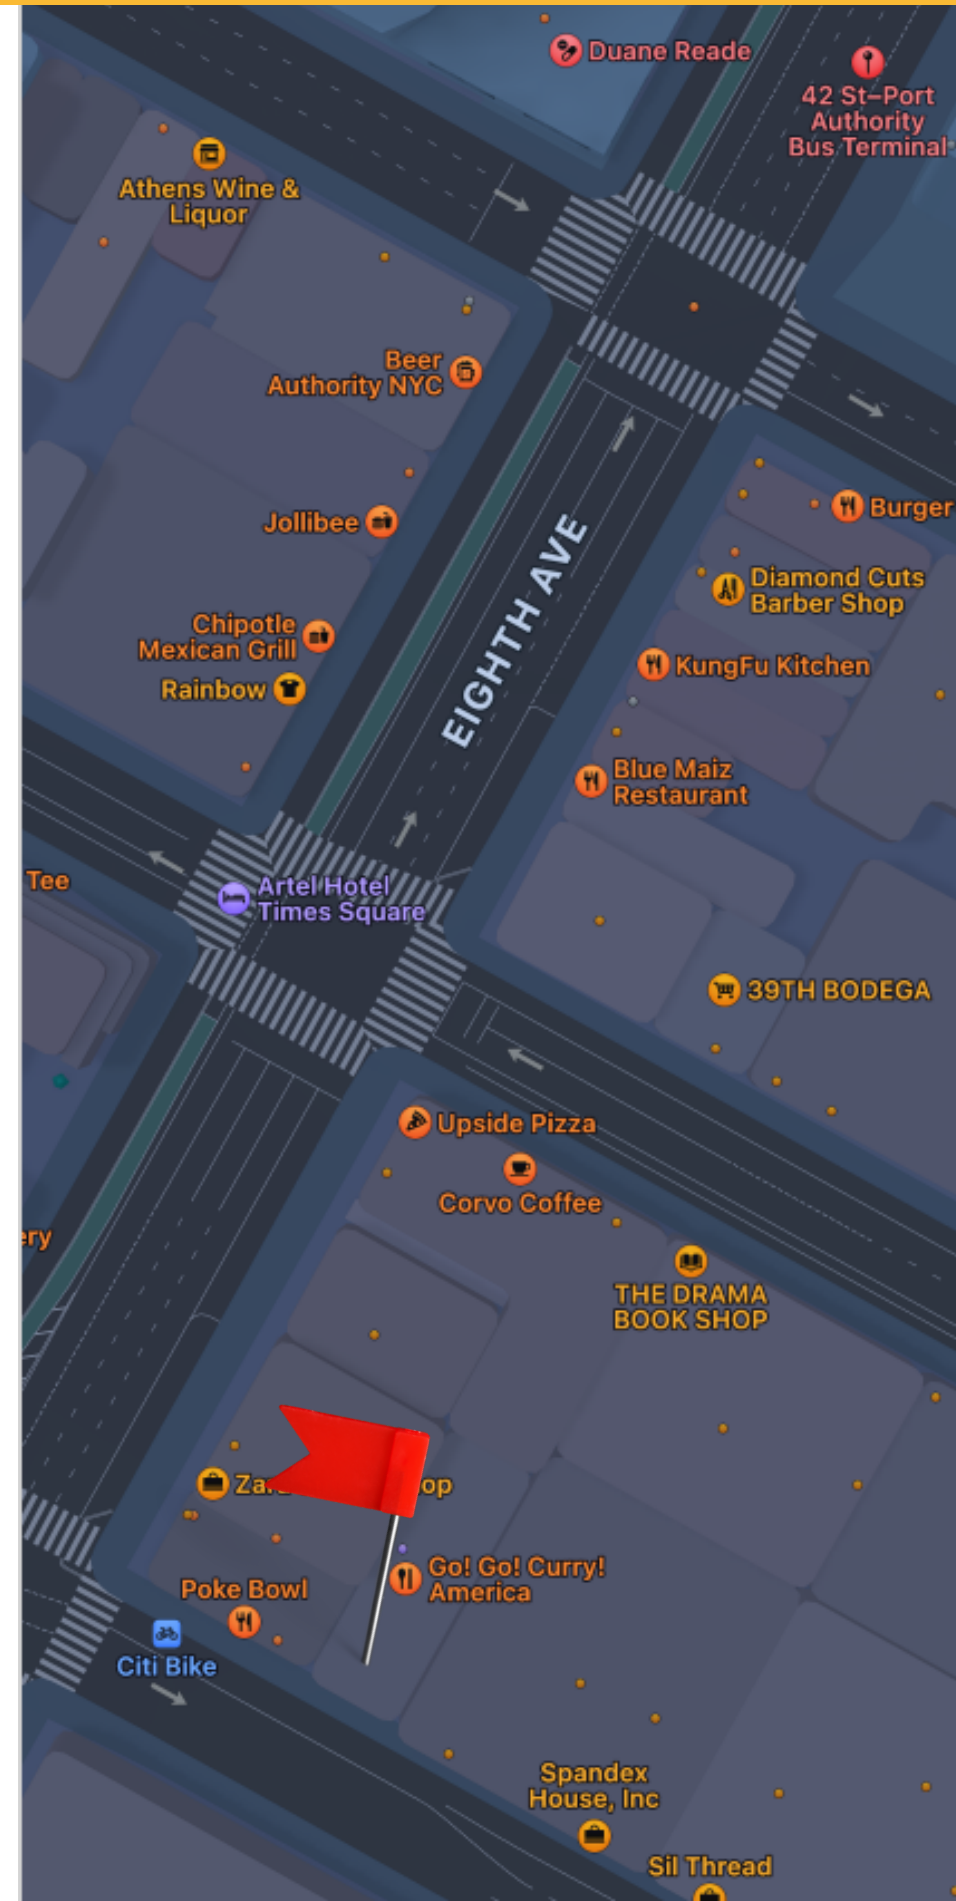 Duane Reade
42 St–Port
Authority
Bus Terminal
Athens Wine &
Liquor
Beer
Authority NYC
Jollibee
Burger
EIGHTH AVE
Diamond Cuts
Barber Shop
Chipotle
Mexican Grill
KungFu Kitchen
Rainbow
Blue Maiz
Restaurant
Tee
Artel Hotel
Times Square
39TH BODEGA
Upside Pizza
Corvo Coffee
ery
THE DRAMA
BOOK SHOP
op
Go! Go! Curry!
America
Poke Bowl
Citi Bike
Spandex
House, Inc
Sil Thread